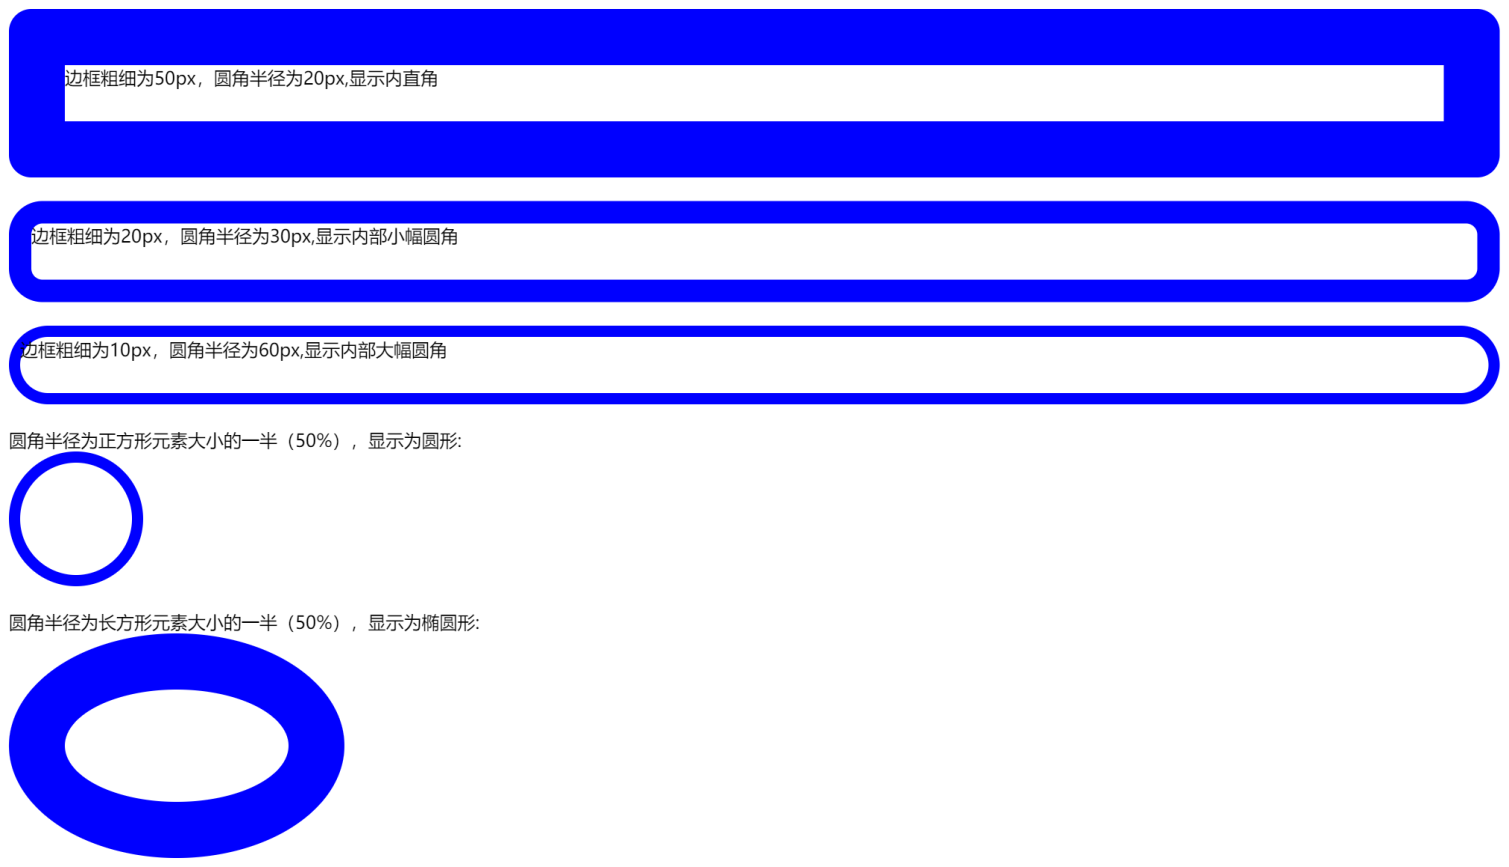 边框粗细为50px，圆角半径为20px,显示内直角
边框粗细为20px，圆角半径为30px,显示内部小幅圆角
边框粗细为10px，圆角半径为60px,显示内部大幅圆角
圆角半径为正方形元素大小的一半（50%），显示为圆形:
圆角半径为长方形元素大小的一半（50%），显示为椭圆形: